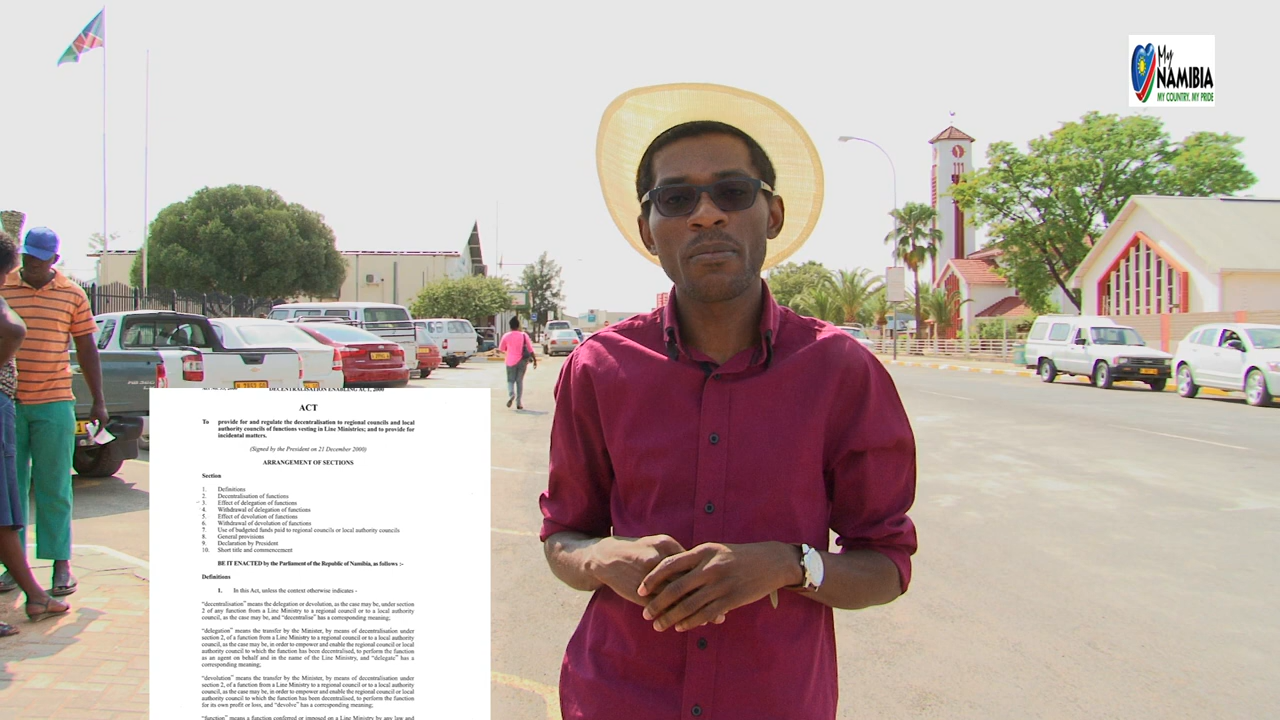 My
NAMIBIA
MY COUNTRY, MY PRIDE
DECENTRALISATION ENABLING ACT, 2000
ACT
To provide for and regulate the decentralisation to regional councils and local
authority councils of functions vesting in Line Ministries; and to provide for
incidental matters.
(Signed by the President on 21 December 2000)
ARRANGEMENT OF SECTIONS
Section
1. Definitions
2. Decentralisation of functions
3. Effect of delegation of functions
4. Withdrawal of delegation of functions
5. Effect of devolution of functions
6. Withdrawal of devolution of functions
7. Use of budgeted funds paid to regional councils or local authority councils
8. General provisions
9. Declaration by President
10. Short title and commencement
BE IT ENACTED by the Parliament of the Republic of Namibia, as follows :-
Definitions
1. In this Act, unless the context otherwise indicates -
"decentralisation" means the delegation or devolution, as the case may be, under section
2 of any function from a Line Ministry to a regional council or to a local authority
council, as the case may be, and "decentralise" has a corresponding meaning;
"delegation" means the transfer by the Minister, by means of decentralisation under
section 2, of a function from a Line Ministry to a regional council or to a local authority
council, as the case may be, in order to empower and enable the regional council or local
authority council to which the function has been decentralised, to perform the function
as an agent on behalf and in the name of the Line Ministry, and "delegate" has a
corresponding meaning;
"devolution" means the transfer by the Minister, by means of decentralisation under
section 2, of a function from a Line Ministry to a regional council or to a local authority
council, as the case may be, in order to empower and enable the regional council or local
authority council to which the function has been decentralised, to perform the function
for its own profit or loss, and "devolve" has a corresponding meaning;
"function" means a function conferred or imposed on a Line Ministry by any law and